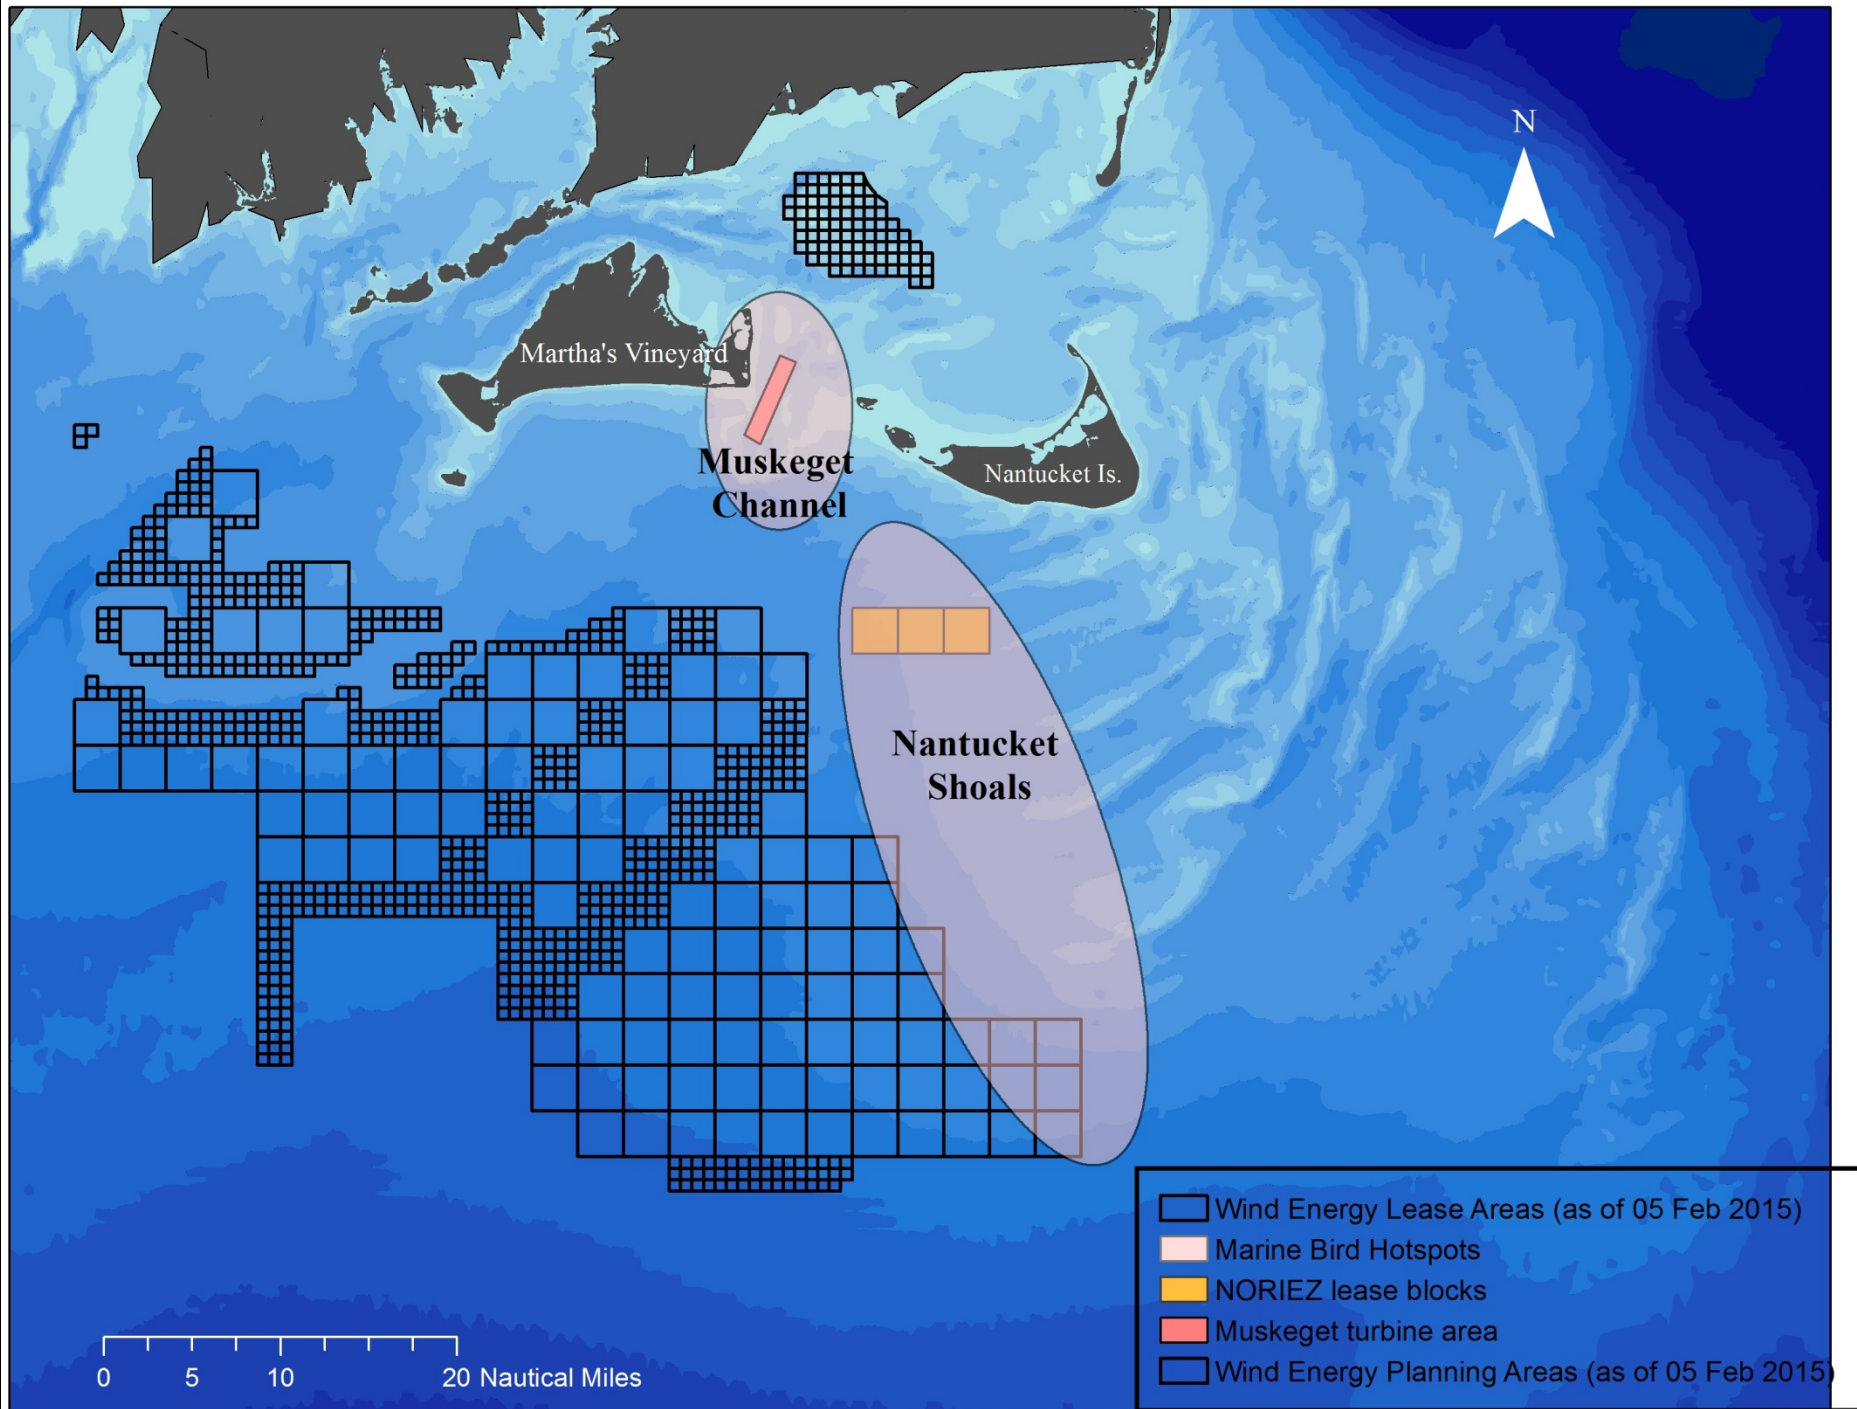 N
Martha's Vineyard
Muskeget
Channel
Nantucket Is.
Nantucket
Shoals
Wind Energy Lease Areas (as of 05 Feb 2015)
Marine Bird Hotspots
NORIEZ lease blocks
Muskeget turbine area
Wind Energy Planning Areas (as of 05 Feb 2015)
0 5 10 20 Nautical Miles